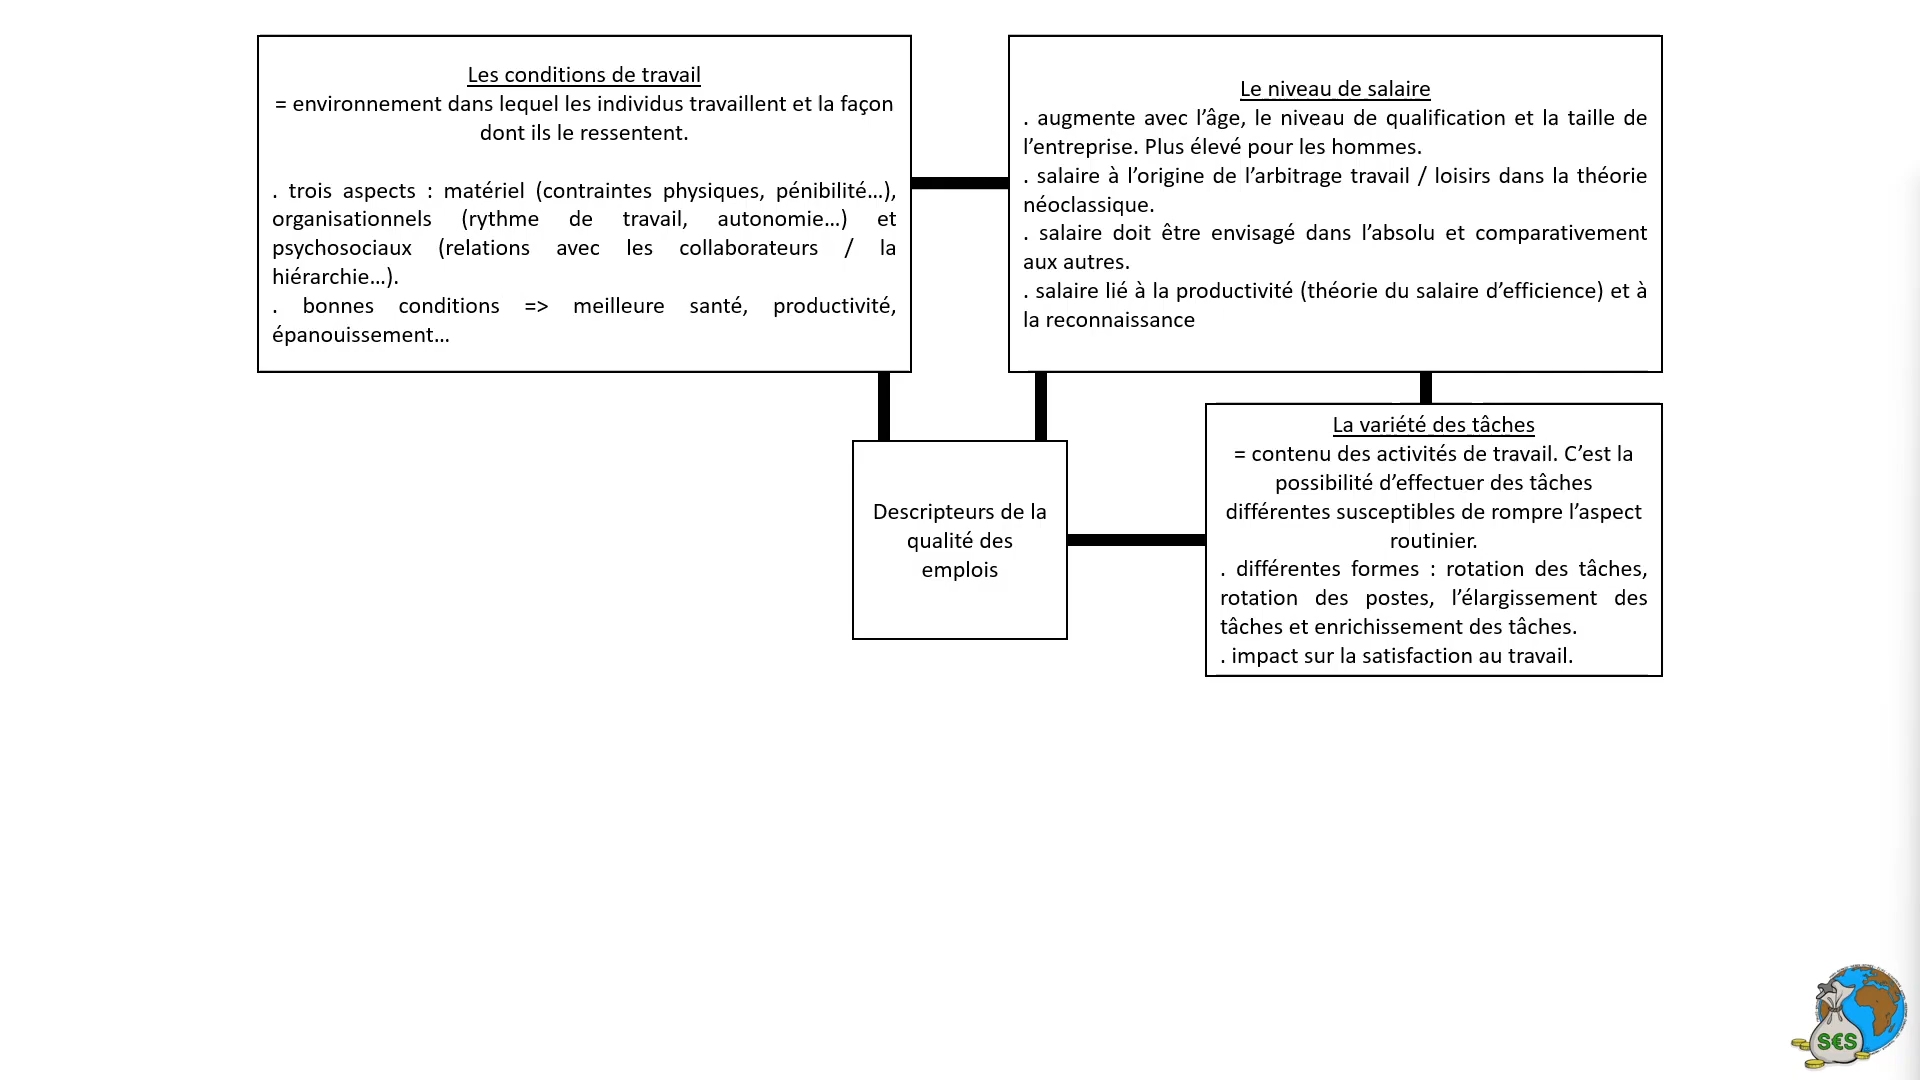 Les conditions de travail
= environnement dans lequel les individus travaillent et la façon
dont ils le ressentent.
. trois aspects : matériel (contraintes physiques, pénibilité…),
organisationnels (rythme de travail, autonomie…) et
psychosociaux (relations avec les collaborateurs / la
hiérarchie…).
. bonnes conditions => meilleure santé, productivité,
épanouissement…
Le niveau de salaire
. augmente avec l’âge, le niveau de qualification et la taille de
l’entreprise. Plus élevé pour les hommes.
. salaire à l’origine de l’arbitrage travail / loisirs dans la théorie
néoclassique.
. salaire doit être envisagé dans l’absolu et comparativement
aux autres.
. salaire lié à la productivité (théorie du salaire d’efficience) et à
la reconnaissance
Descripteurs de la
qualité des
emplois
La variété des tâches
= contenu des activités de travail. C’est la
possibilité d’effectuer des tâches
différentes susceptibles de rompre l’aspect
routinier.
. différentes formes : rotation des tâches,
rotation des postes, l’élargissement des
tâches et enrichissement des tâches.
. impact sur la satisfaction au travail.
S€S